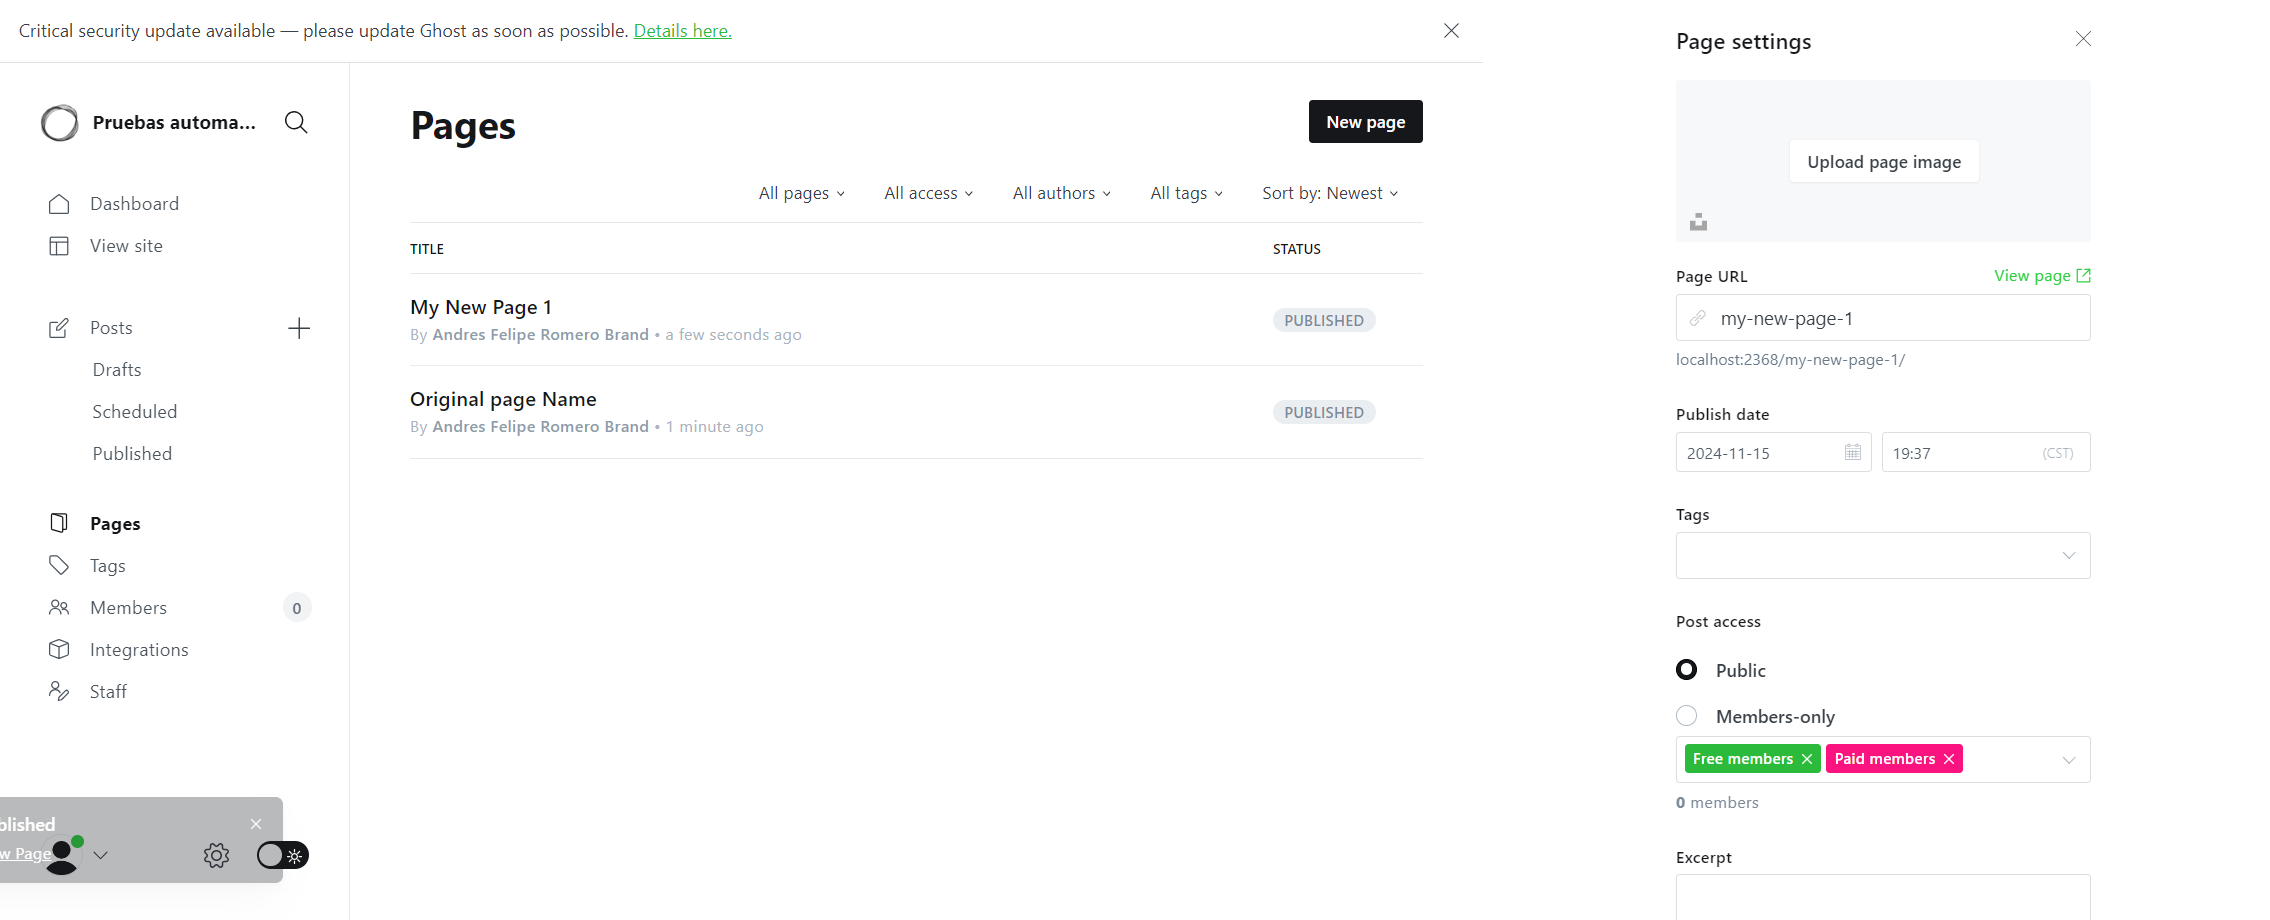 Critical security update available — please update Ghost as soon as possible. Details here.
Pruebas automa...
Dashboard
View site
Posts
Drafts
Scheduled
Published
Pages
Tags
Members
0
Integrations
Staff
blished
w Page
Pages
New page
All pages
All access
All authors
All tags
Sort by: Newest
TITLE
STATUS
My New Page 1
By Andres Felipe Romero Brand • a few seconds ago
PUBLISHED
Original page Name
By Andres Felipe Romero Brand • 1 minute ago
PUBLISHED
Page settings
Upload page image
Page URL
View page
my-new-page-1
localhost:2368/my-new-page-1/
Publish date
2024-11-15
19:37
(CST)
Tags
Post access
Public
Members-only
Free members
Paid members
0 members
Excerpt